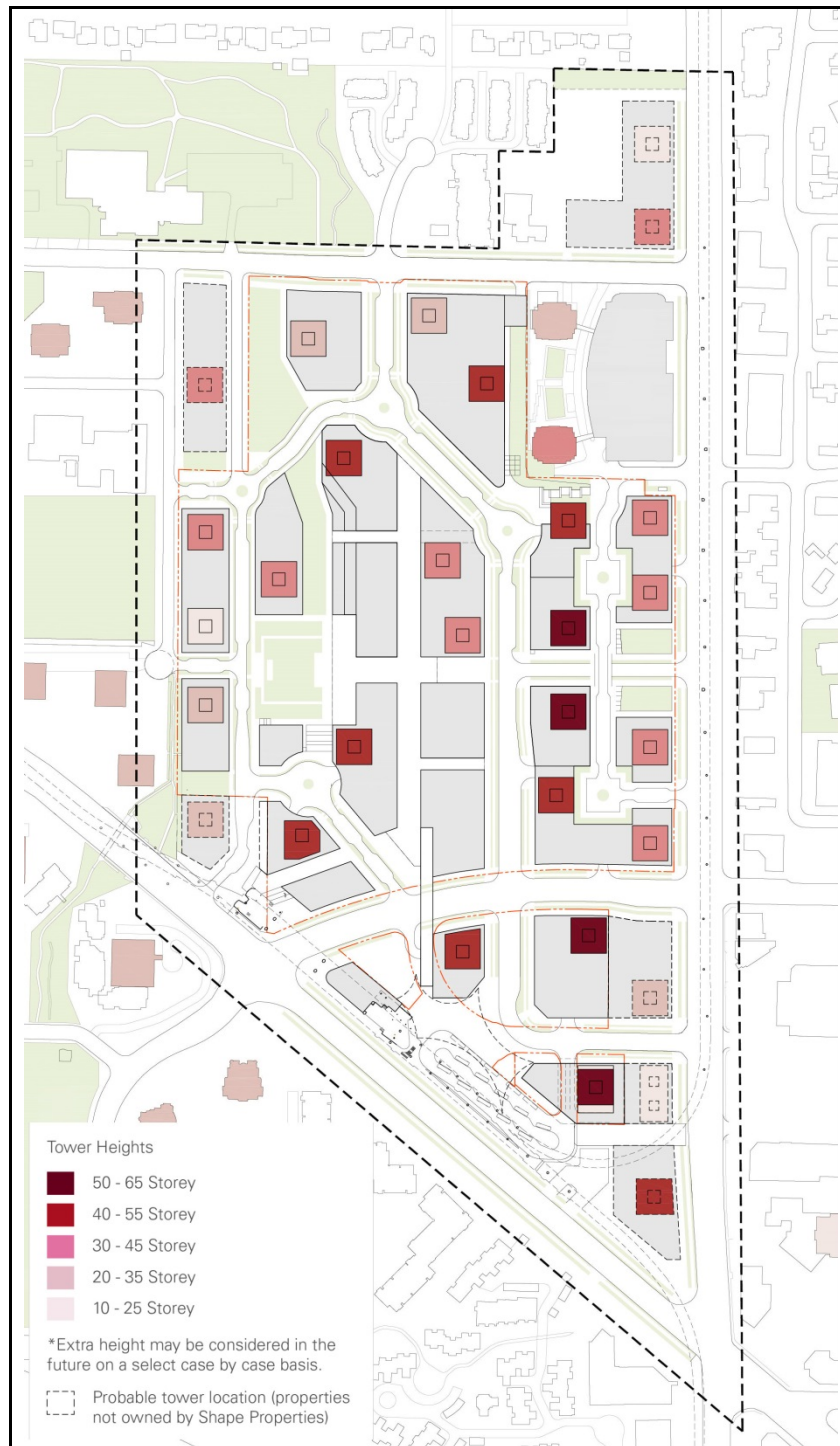 Tower Heights
50 - 65 Storey
40 - 55 Storey
30 - 45 Storey
20 - 35 Storey
10 - 25 Storey
*Extra height may be considered in the
future on a select case by case basis.
Probable tower location (properties
not owned by Shape Properties)